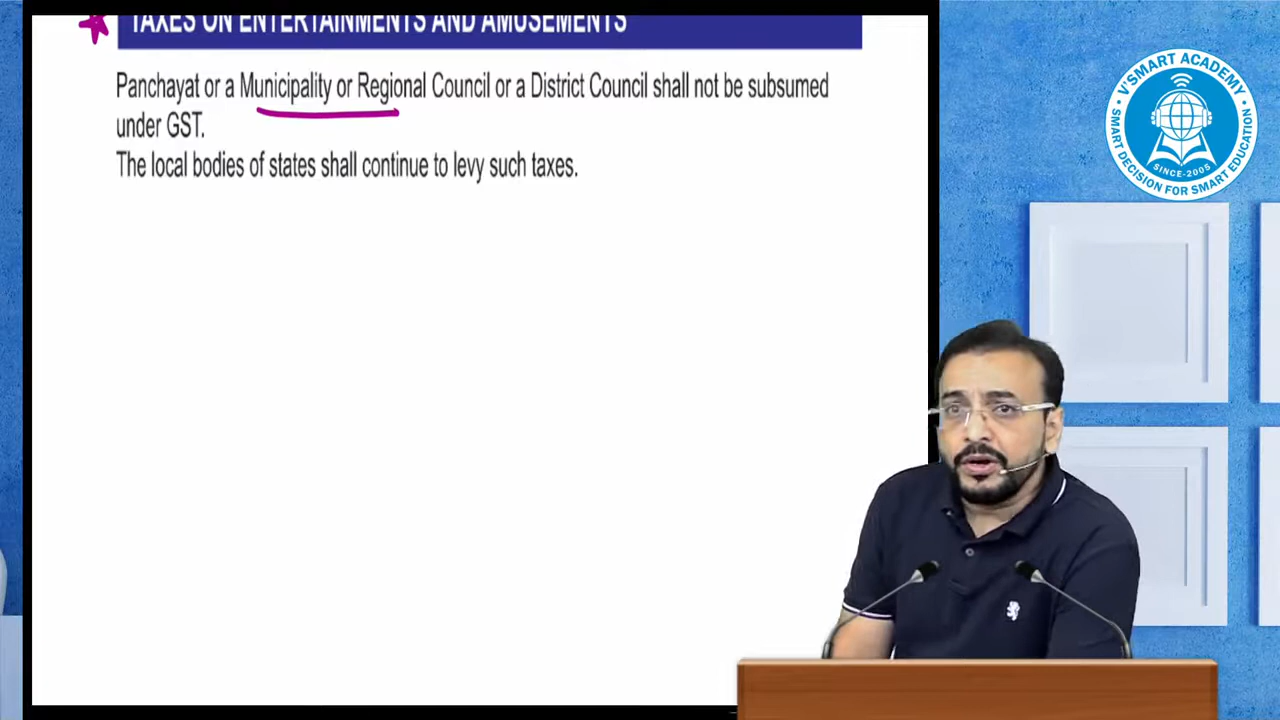 TAXES ON ENTERTAINMENTS AND AMUSEMENTS
Panchayat or a Municipality or Regional Council or a District Council shall not be subsumed
under GST.
The local bodies of states shall continue to levy such taxes.
V'SMART ACADEMY
SINCE-2005
SMART DECISION FOR SMART EDUCATION